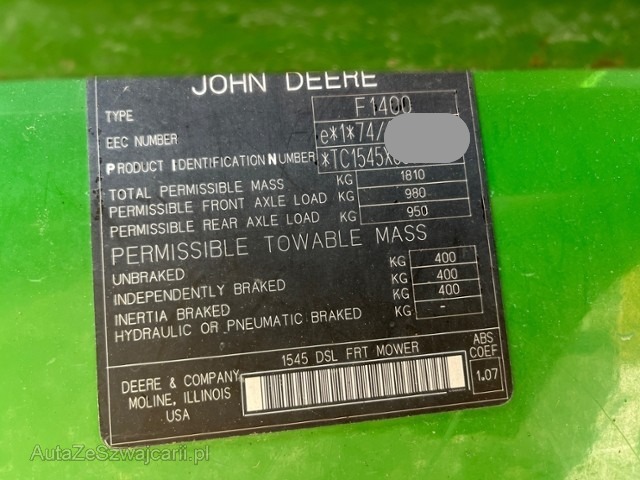 JOHN DEERE
TYPE F1400
EEC NUMBER e*1*74/
PRODUCT IDENTIFICATION NUMBER *TC1545X
TOTAL PERMISSIBLE MASS KG 1810
PERMISSIBLE FRONT AXLE LOAD KG 980
PERMISSIBLE REAR AXLE LOAD KG 950
PERMISSIBLE TOWABLE MASS
UNBRAKED KG 400
INDEPENDENTLY BRAKED KG 400
INERTIA BRAKED KG 400
HYDRAULIC OR PNEUMATIC BRAKED KG -
1545 DSL FRT MOWER
ABS
COEF
1.07
DEERE & COMPANY
MOLINE, ILLINOIS
USA
AutaZeSzwajcarii.pl